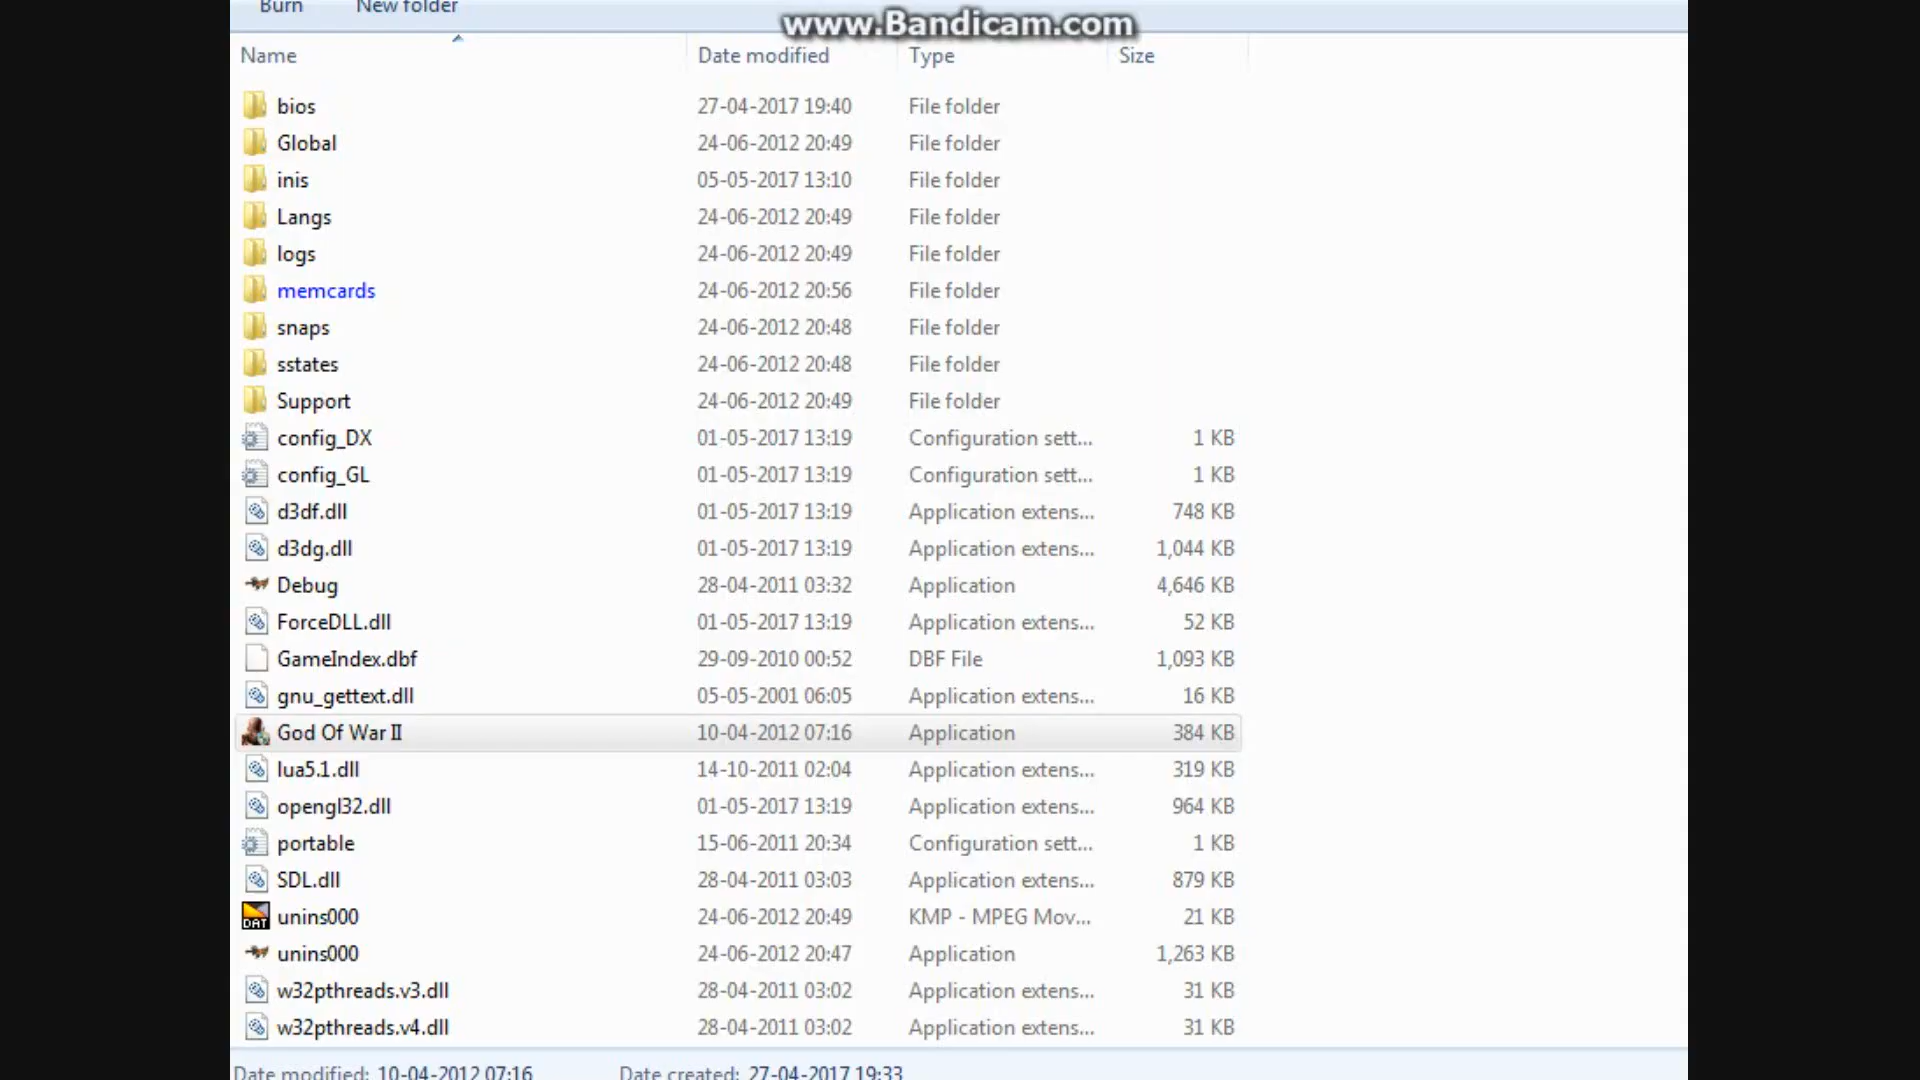 Burn New folder
www.Bandicam.com
Name Date modified Type Size
bios 27-04-2017 19:40 File folder
Global 24-06-2012 20:49 File folder
inis 05-05-2017 13:10 File folder
Langs 24-06-2012 20:49 File folder
logs 24-06-2012 20:49 File folder
memcards 24-06-2012 20:56 File folder
snaps 24-06-2012 20:48 File folder
sstates 24-06-2012 20:48 File folder
Support 24-06-2012 20:49 File folder
config_DX 01-05-2017 13:19 Configuration sett... 1 KB
config_GL 01-05-2017 13:19 Configuration sett... 1 KB
d3df.dll 01-05-2017 13:19 Application extens... 748 KB
d3dg.dll 01-05-2017 13:19 Application extens... 1,044 KB
Debug 28-04-2011 03:32 Application 4,646 KB
ForceDLL.dll 01-05-2017 13:19 Application extens... 52 KB
GameIndex.dbf 29-09-2010 00:52 DBF File 1,093 KB
gnu_gettext.dll 05-05-2001 06:05 Application extens... 16 KB
God Of War II 10-04-2012 07:16 Application 384 KB
lua5.1.dll 14-10-2011 02:04 Application extens... 319 KB
opengl32.dll 01-05-2017 13:19 Application extens... 964 KB
portable 15-06-2011 20:34 Configuration sett... 1 KB
SDL.dll 28-04-2011 03:03 Application extens... 879 KB
DAT unins000 24-06-2012 20:49 KMP - MPEG Mov... 21 KB
unins000 24-06-2012 20:47 Application 1,263 KB
w32pthreads.v3.dll 28-04-2011 03:02 Application extens... 31 KB
w32pthreads.v4.dll 28-04-2011 03:02 Application extens... 31 KB
Date modified: 10-04-2012 07:16 Date created: 27-04-2017 19:33